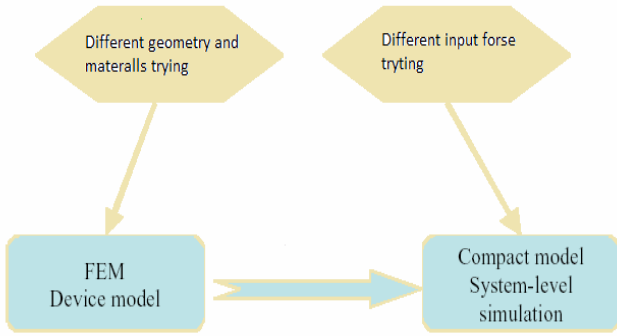 Different geometry and
materalls trying
Different input forse
tryting
FEM
Device model
Compact model
System-level
simulation